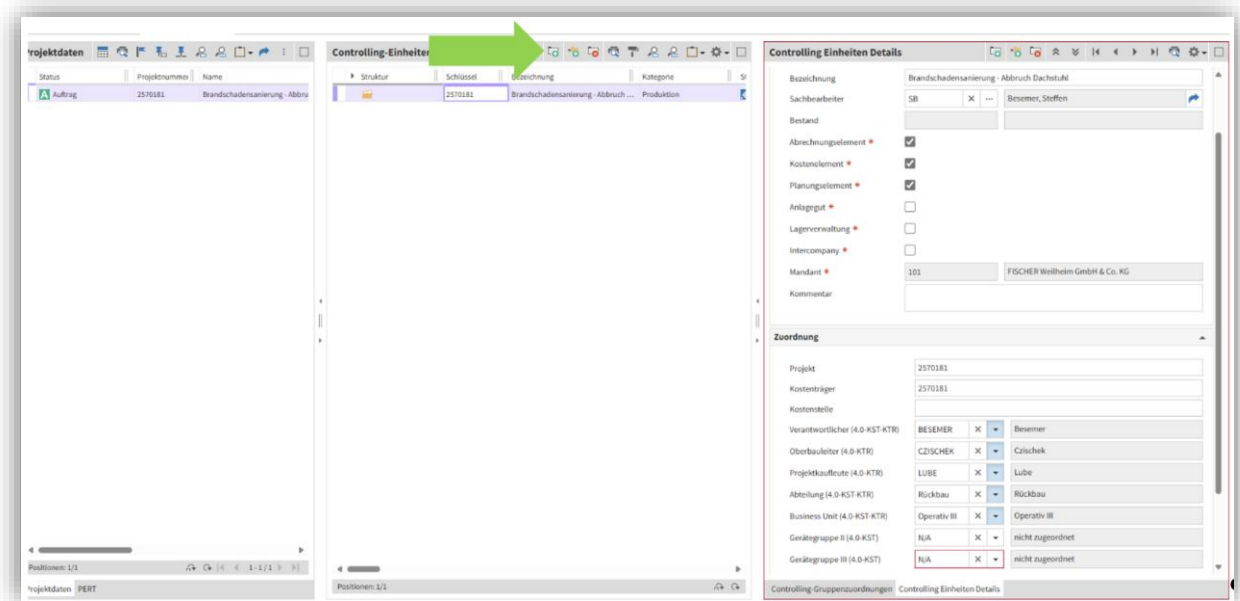 Projektdaten
Status Projektnummer Name
A Auftrag 2570181 Brandschadensanierung - Abbru
Positionen: 1/1 1-1/1
Projektdaten PERT
Controlling-Einheiten
Struktur Schlüssel Bezeichnung Kategorie St
2570181 Brandschadensanierung - Abbruch ... Produktion
Positionen: 1/1
Controlling Einheiten Details
Bezeichnung Brandschadensanierung - Abbruch Dachstuhl
Sachbearbeiter SB × ... Besemer, Steffen
Bestand
Abrechnungselement *
Kostenelement *
Planungselement *
Anlagegut *
Lagerverwaltung *
Intercompany *
Mandant * 101 FISCHER Weilheim GmbH & Co. KG
Kommentar
Zuordnung
Projekt 2570181
Kostenträger 2570181
Kostenstelle
Verantwortlicher (4.0-KST-KTR) BESEMER × Besemer
Oberbauleiter (4.0-KTR) CZISCHEK × Czischek
Projektkaufleute (4.0-KTR) LUBE × Lube
Abteilung (4.0-KST-KTR) Rückbau × Rückbau
Business Unit (4.0-KST-KTR) Operativ III × Operativ III
Gerätegruppe II (4.0-KST) N/A × nicht zugeordnet
Gerätegruppe III (4.0-KST) N/A × nicht zugeordnet
Controlling-Gruppenzuordnungen Controlling Einheiten Details